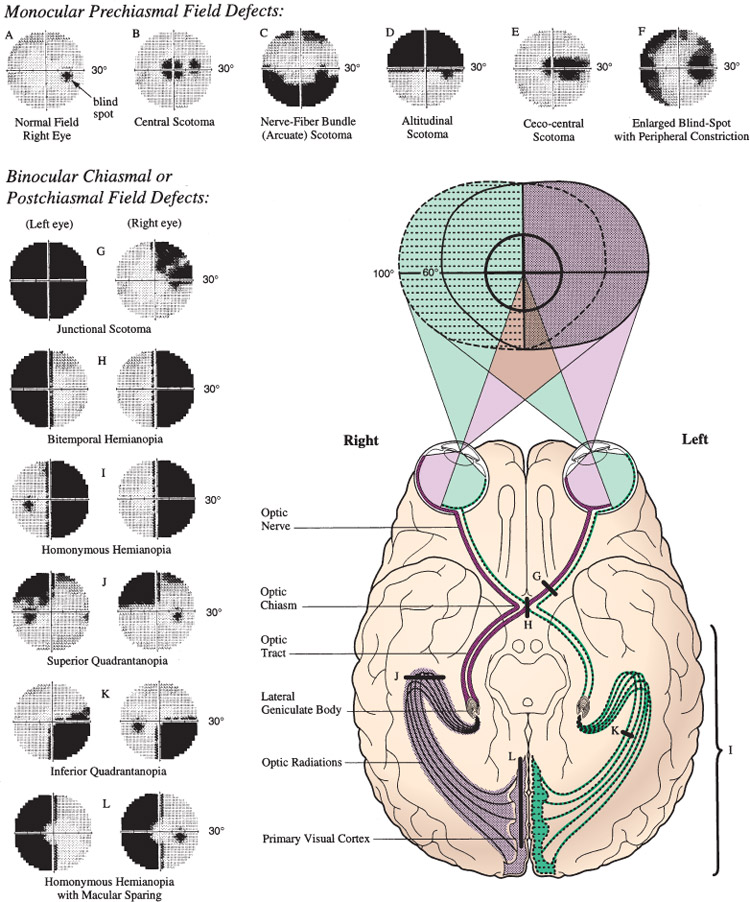 Monocular Prechiasmal Field Defects:
A
30°
blind
spot
Normal Field
Right Eye
B
30°
Central Scotoma
C
30°
Nerve-Fiber Bundle
(Arcuate) Scotoma
D
30°
Altitudinal
Scotoma
E
30°
Ceco-central
Scotoma
F
30°
Enlarged Blind-Spot
with Peripheral Constriction
Binocular Chiasmal or
Postchiasmal Field Defects:
(Left eye)
(Right eye)
G
30°
Junctional Scotoma
H
30°
Bitemporal Hemianopia
I
30°
Homonymous Hemianopia
J
30°
Superior Quadrantanopia
K
30°
Inferior Quadrantanopia
L
30°
Homonymous Hemianopia
with Macular Sparing
100°
60°
Right
Left
Optic
Nerve
G
Optic
Chiasm
H
Optic
Tract
J
Lateral
Geniculate Body
K
L
I
Optic Radiations
Primary Visual Cortex